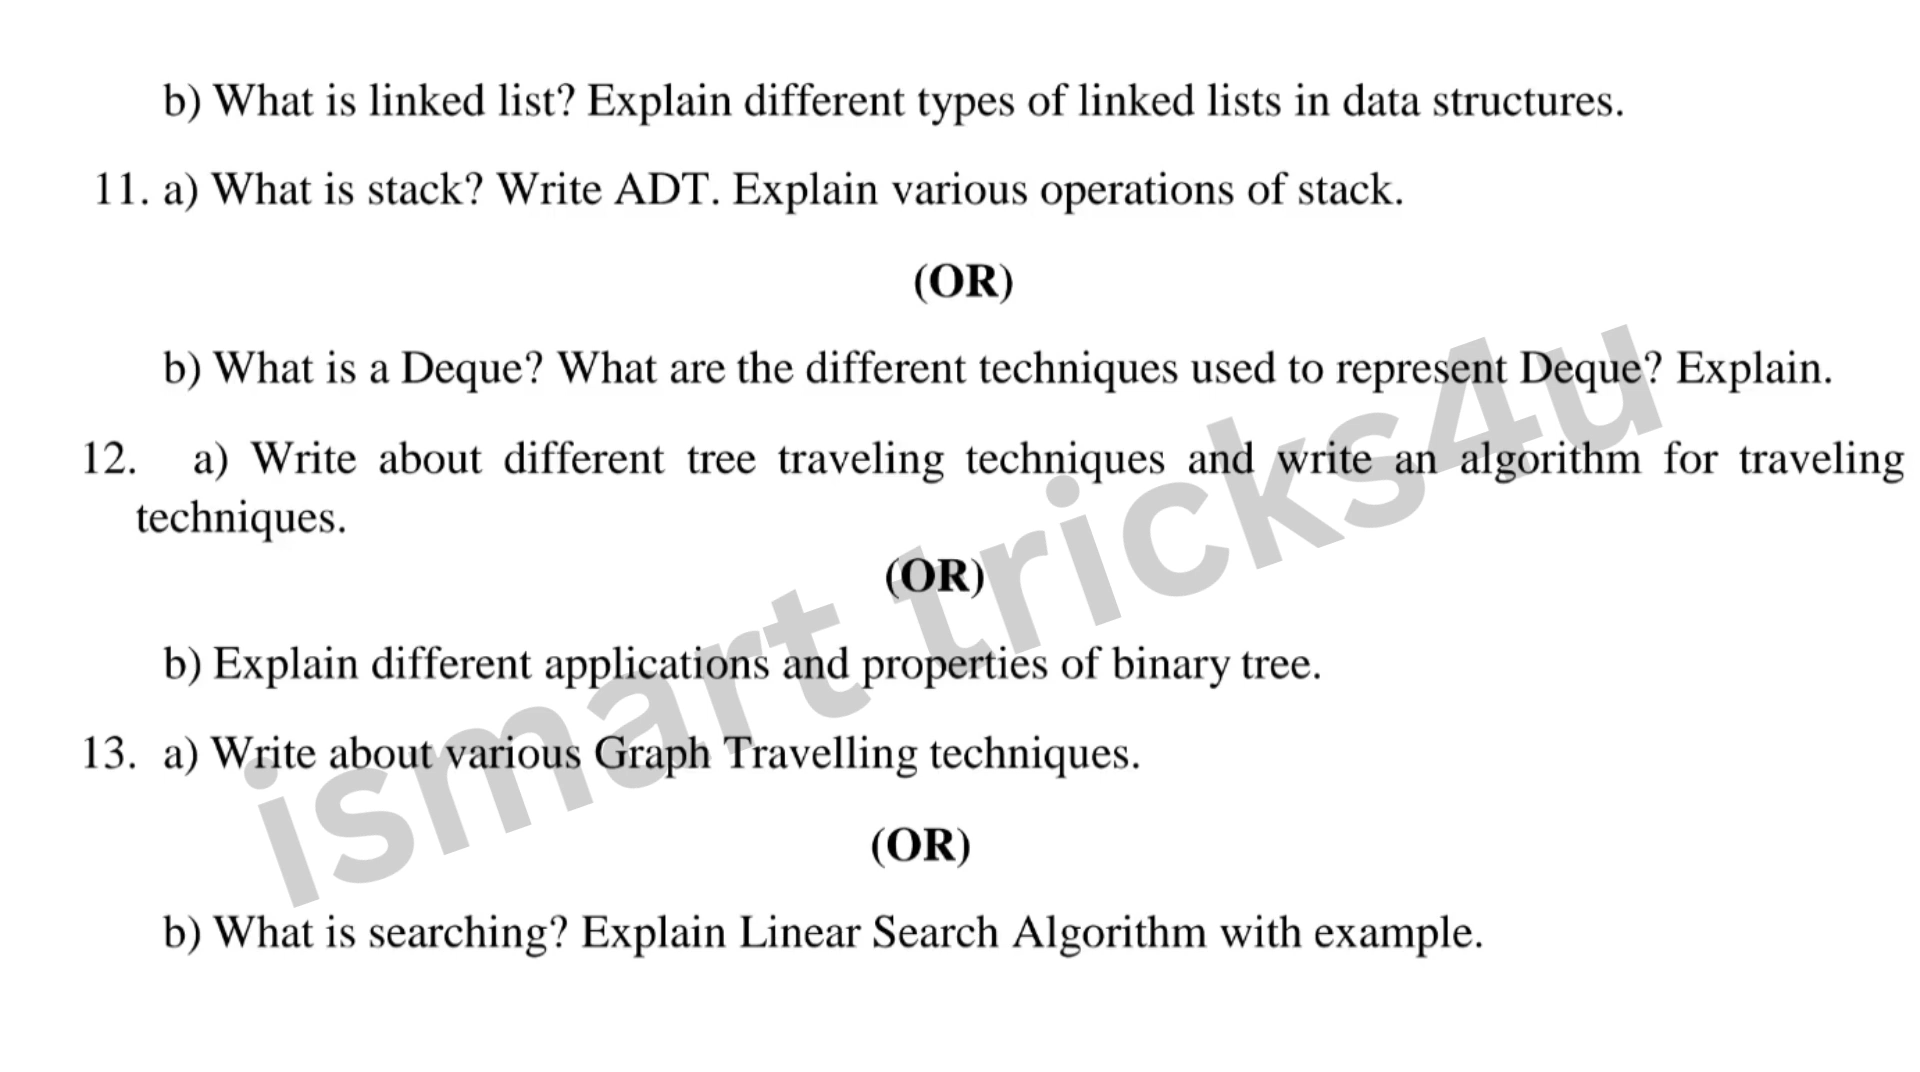 b) What is linked list? Explain different types of linked lists in data structures.
11. a) What is stack? Write ADT. Explain various operations of stack.
(OR)
b) What is a Deque? What are the different techniques used to represent Deque? Explain.
12. a) Write about different tree traveling techniques and write an algorithm for traveling
techniques.
(OR)
b) Explain different applications and properties of binary tree.
13. a) Write about various Graph Travelling techniques.
(OR)
b) What is searching? Explain Linear Search Algorithm with example.
ismart tricks4u